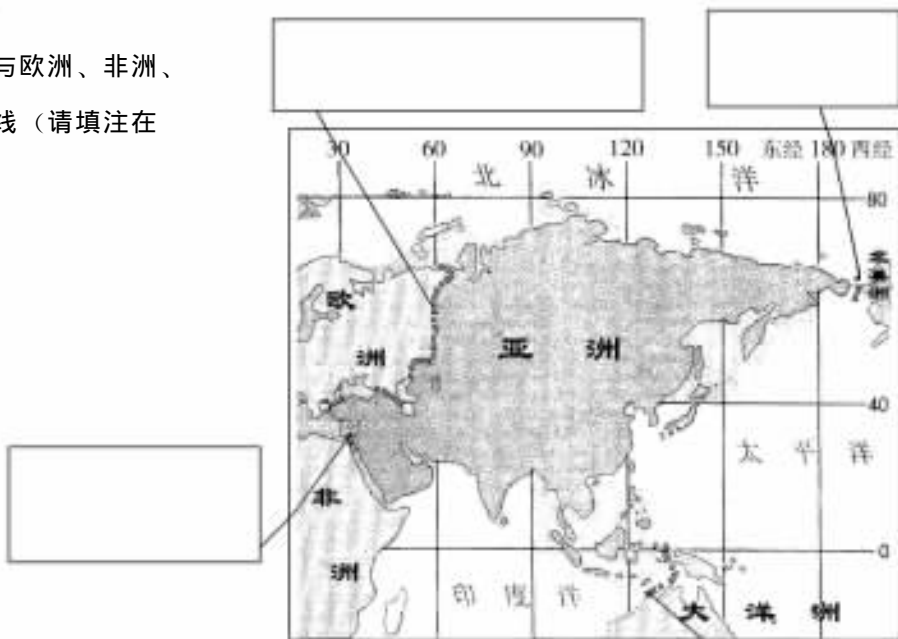 与欧洲、非洲、
线（请填注在
30 60 90 120 150 东经 180 西经
北冰洋
80
北美洲
欧洲
亚洲
40
太平洋
非洲
0
印度洋
大洋洲